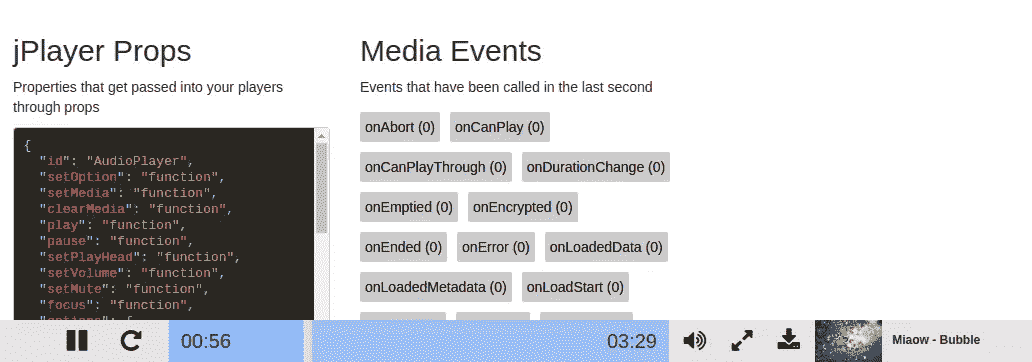 jPlayer Props
Properties that get passed into your players
through props
{
"id": "AudioPlayer",
"setOption": "function",
"setMedia": "function",
"clearMedia": "function",
"play": "function",
"pause": "function",
"setPlayHead": "function",
"setVolume": "function",
"setMute": "function",
"focus": "function",
Media Events
Events that have been called in the last second
onAbort (0) onCanPlay (0)
onCanPlayThrough (0) onDurationChange (0)
onEmptied (0) onEncrypted (0)
onEnded (0) onError (0) onLoadedData (0)
onLoadedMetadata (0) onLoadStart (0)
00:56 03:29 Miaow - Bubble